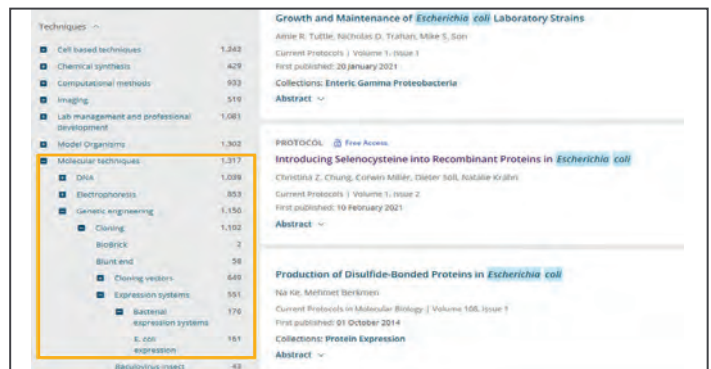 Techniques
Cell based techniques 1,343
Chemical synthesis 429
Computational methods 933
Imaging 519
Lab management and professional 1,081
development
Model Organisms 1,302
Molecular techniques 1,317
DNA 1,039
Electrophoresis 853
Genetic engineering 1,150
Cloning 1,102
BioBrick 2
Blunt end 58
Cloning vectors 649
Expression systems 551
Bacterial 170
expression systems
E. coli 161
expression
Baculovirus insect 43
Growth and Maintenance of Escherichia coli Laboratory Strains
Amie R. Tuttle, Nicholas D. Trahan, Mike S. Son
Current Protocols | Volume 1, Issue 1
First published: 20 January 2021
Collections: Enteric Gamma Proteobacteria
Abstract
PROTOCOL Free Access
Introducing Selenocysteine into Recombinant Proteins in Escherichia coli
Christina Z. Chung, Corwin Miller, Dieter Söll, Natalie Krahn
Current Protocols | Volume 1, Issue 2
First published: 10 February 2021
Abstract
Production of Disulfide-Bonded Proteins in Escherichia coli
Na Ke, Mehmet Berkmen
Current Protocols in Molecular Biology | Volume 108, Issue 1
First published: 01 October 2014
Collections: Protein Expression
Abstract